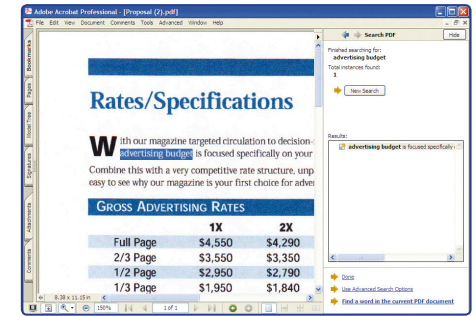 Adobe Acrobat Professional - [Proposal (2).pdf]
File Edit View Document Comments Tools Advanced Window Help
Bookmarks
Pages
Model Tree
Signatures
Attachments
Comments
Rates/Specifications
With our magazine targeted circulation to decision-
advertising budget is focused specifically on your
Combine this with a very competitive rate structure, unp
easy to see why our magazine is your first choice for adver
GROSS ADVERTISING RATES
1X 2X
Full Page $4,550 $4,290
2/3 Page $3,550 $3,350
1/2 Page $2,950 $2,790
1/3 Page $1,950 $1,840
8.38 x 11.15 in
150%
1 of 1
Search PDF
Hide
Finished searching for:
advertising budget
Total instances found:
1
New Search
Results:
advertising budget is focused specifically
Done
Use Advanced Search Options
Find a word in the current PDF document